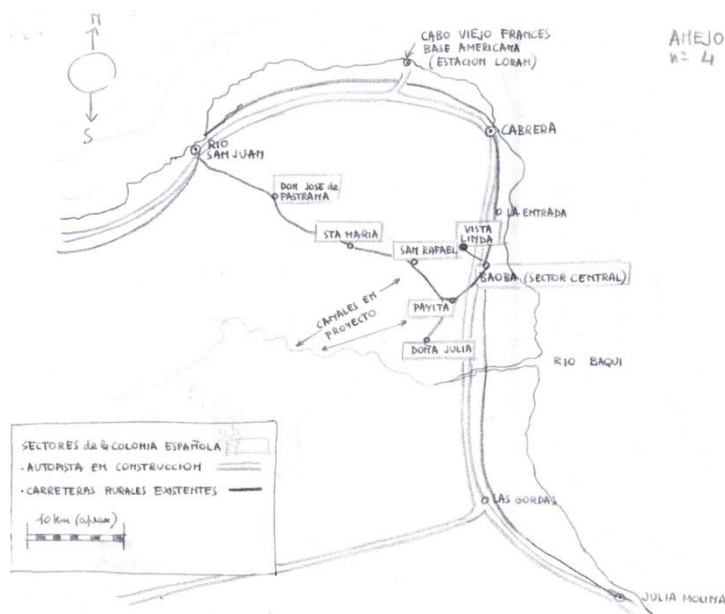 N
S
ANEJO
nº 4
CABO VIEJO FRANCES
BASE AMERICANA
(ESTACION LORAN)
CABRERA
RIO
SAN JUAN
DON JOSE de
PASTRANA
LA ENTRADA
STA MARIA
VISTA
LINDA
SAN RAFAEL
BAOBA (SECTOR CENTRAL)
CANALES EN
PROYECTO
PAYITA
DOÑA JULIA
RIO BAQUI
SECTORES de la COLONIA ESPAÑOLA
· AUTOPISTA EN CONSTRUCCION
· CARRETERAS RURALES EXISTENTES
10 km (aprox)
LAS GORDAS
JULIA MOLINA